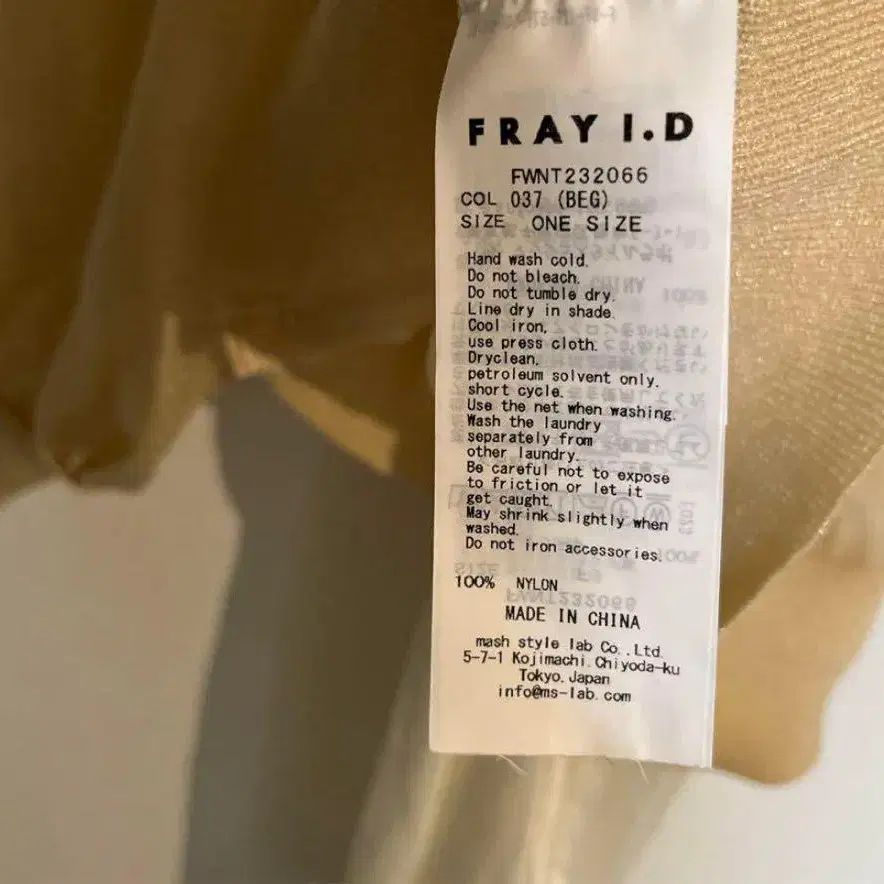 FRAY I.D
FWNT232066
COL 037 (BEG)
SIZE ONE SIZE
Hand wash cold.
Do not bleach.
Do not tumble dry.
Line dry in shade.
Cool iron,
use press cloth.
Dryclean,
petroleum solvent only.
short cycle.
Use the net when washing.
Wash the laundry
separately from
other laundry.
Be careful not to expose
to friction or let it
get caught.
May shrink slightly when
washed.
Do not iron accessories.
100% NYLON
MADE IN CHINA
mash style lab Co.,Ltd.
5-7-1 Kojimachi, Chiyoda-ku
Tokyo, Japan
info@ms-lab.com